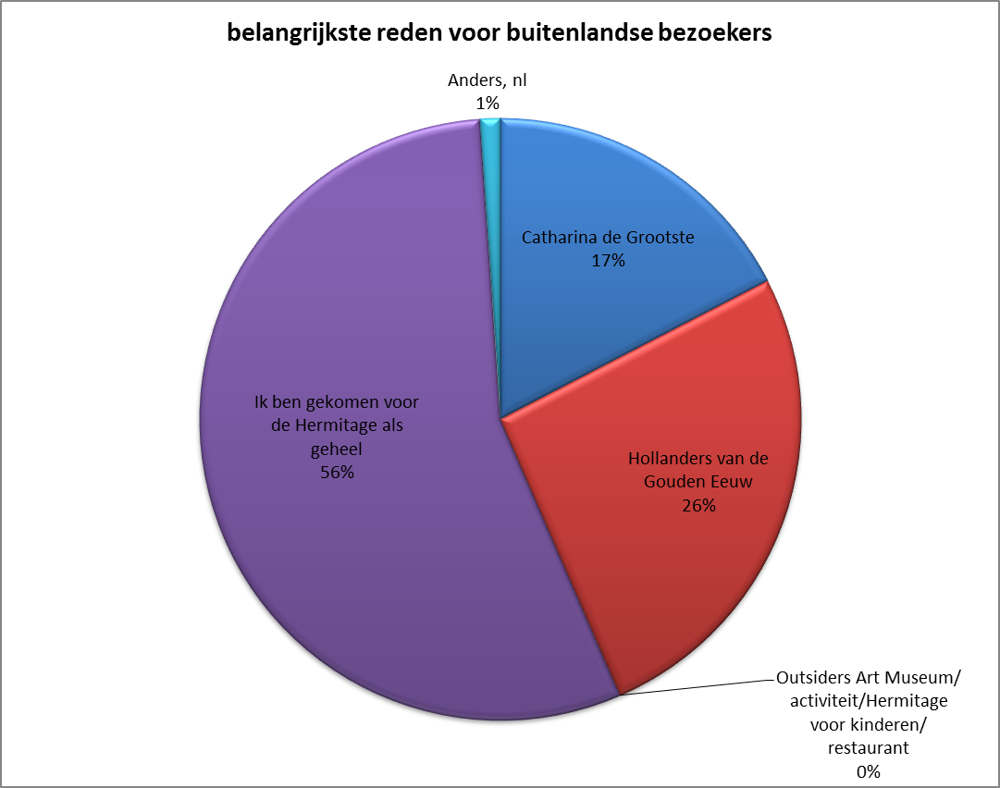 belangrijkste reden voor buitenlandse bezoekers
Anders, nl
1%
Catharina de Grootste
17%
Hollanders van de
Gouden Eeuw
26%
Outsiders Art Museum/
activiteit/Hermitage
voor kinderen/
restaurant
0%
Ik ben gekomen voor
de Hermitage als
geheel
56%